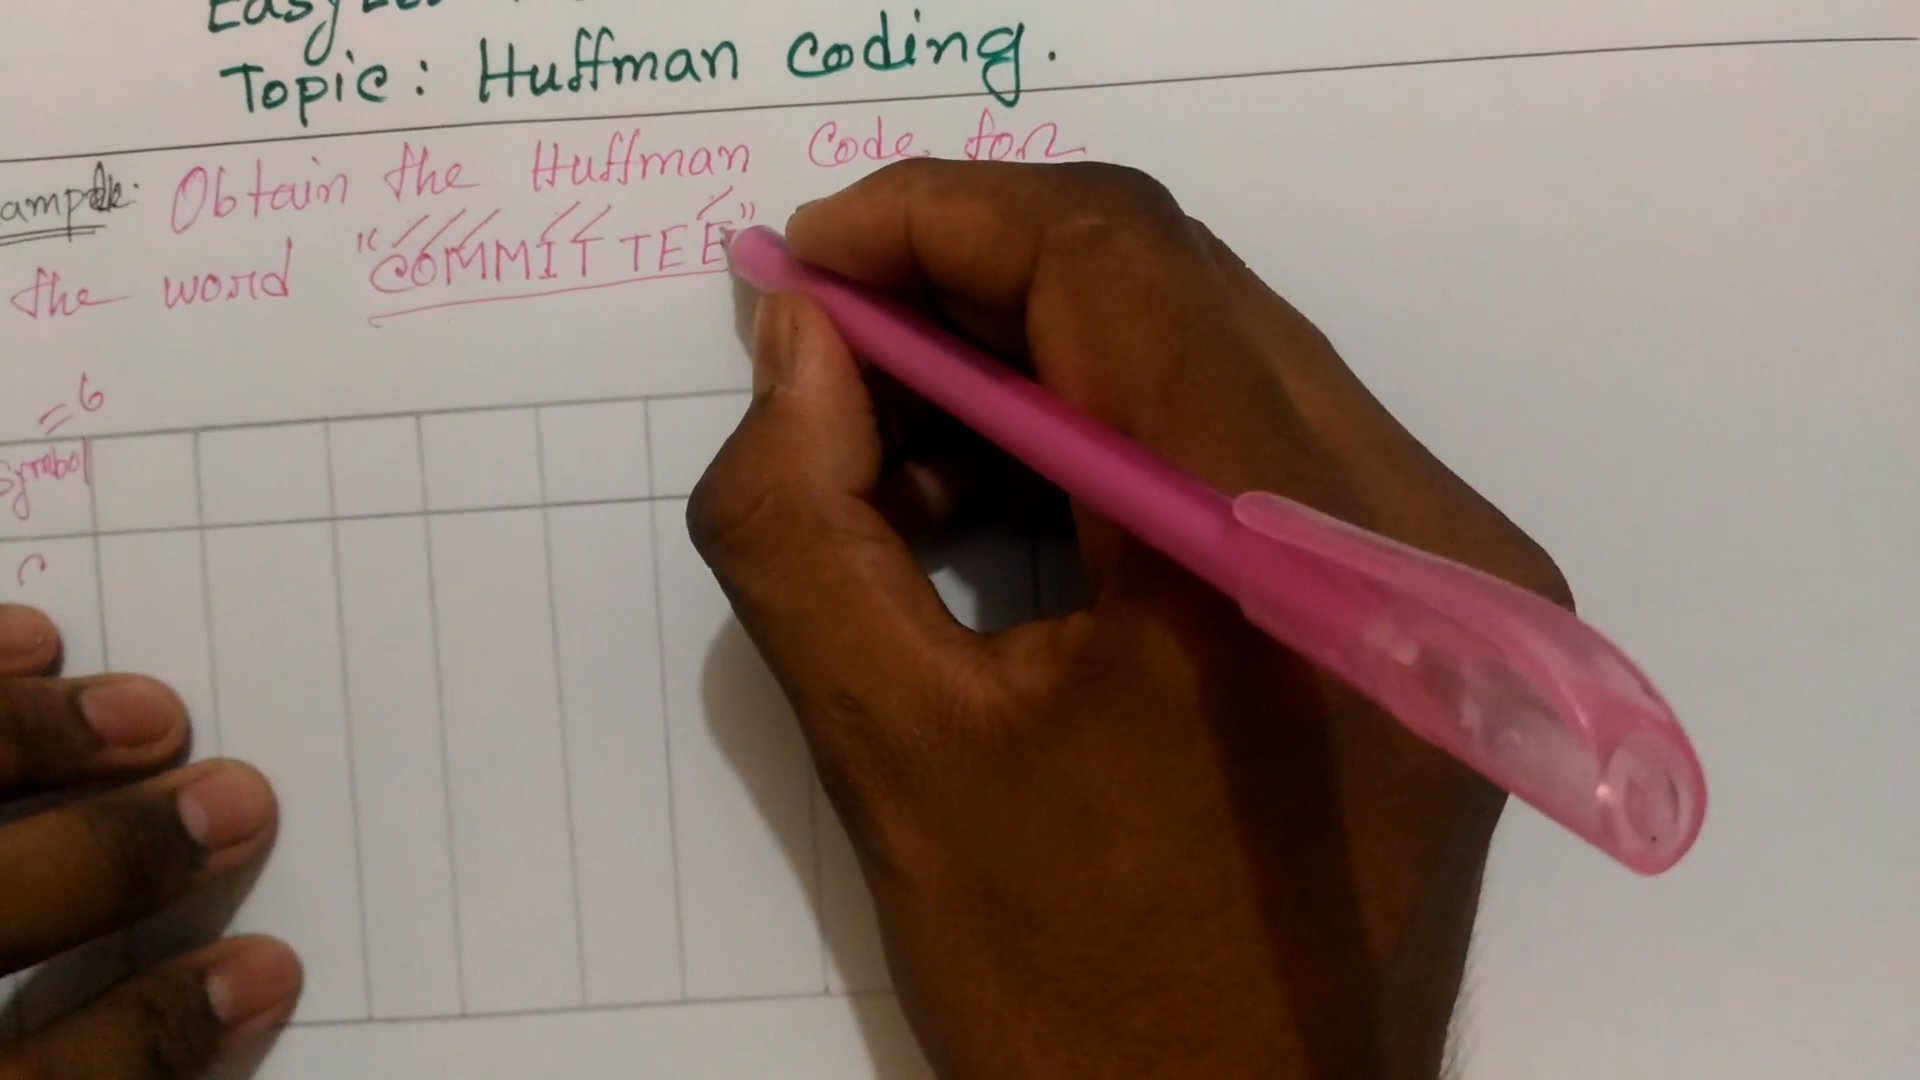 Topic: Huffman coding.
Obtain the Huffman Code for
the word "COMMITTEE"
=6
Symbol
C